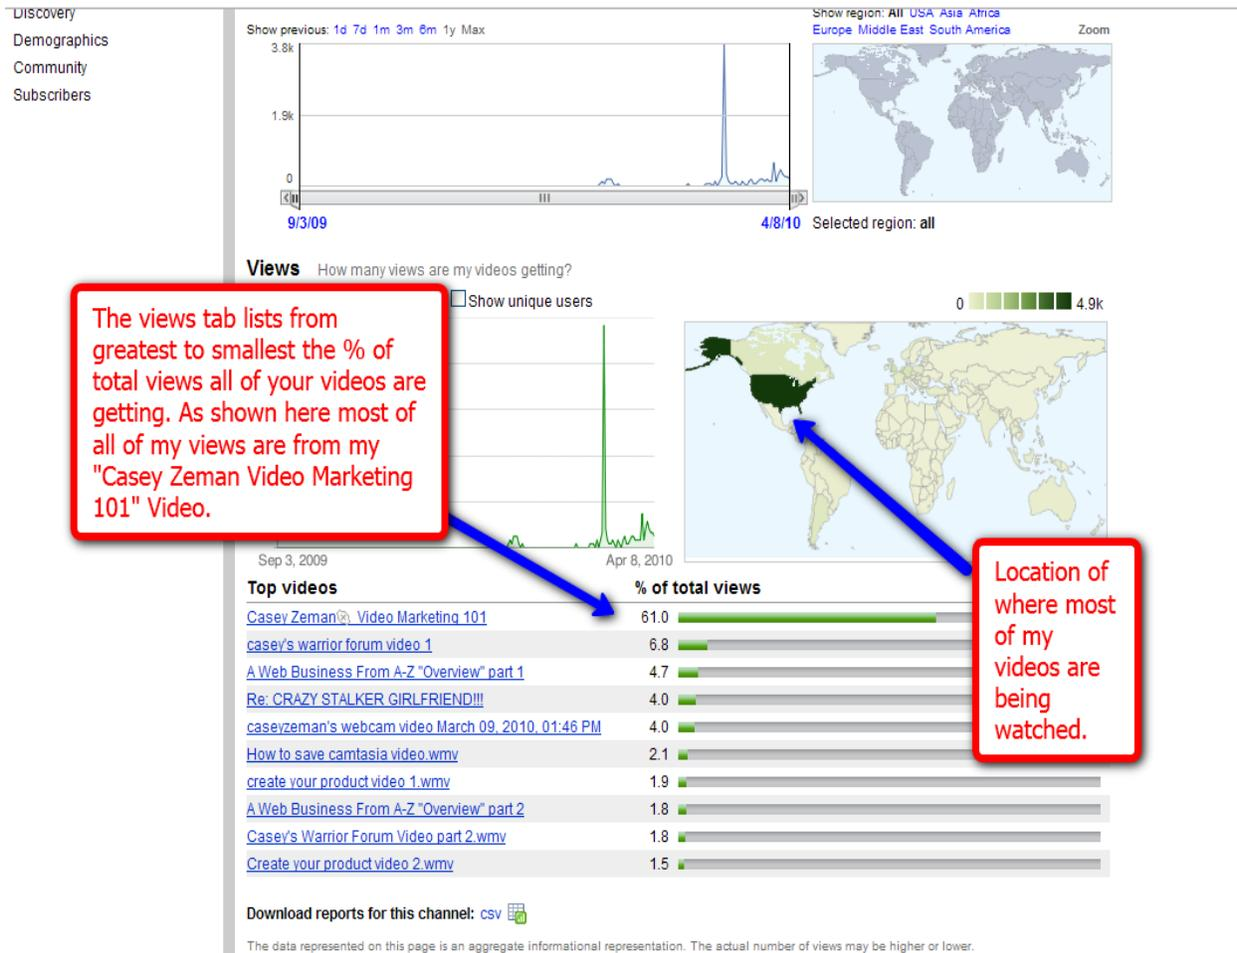 Discovery
Demographics
Community
Subscribers
Show previous: 1d 7d 1m 3m 6m 1y Max
3.8k
1.9k
0
9/3/09
4/8/10
Show region: All USA Asia Africa
Europe Middle East South America
Zoom
Selected region: all
Views How many views are my videos getting?
Show unique users
0
4.9k
The views tab lists from
greatest to smallest the % of
total views all of your videos are
getting. As shown here most of
all of my views are from my
"Casey Zeman Video Marketing
101" Video.
Sep 3, 2009
Apr 8, 2010
Location of
where most
of my
videos are
being
watched.
Top videos % of total views
Casey Zeman Video Marketing 101 61.0
casey's warrior forum video 1 6.8
A Web Business From A-Z "Overview" part 1 4.7
Re: CRAZY STALKER GIRLFRIEND!!! 4.0
caseyzeman's webcam video March 09, 2010, 01:46 PM 4.0
How to save camtasia video.wmv 2.1
create your product video 1.wmv 1.9
A Web Business From A-Z "Overview" part 2 1.8
Casey's Warrior Forum Video part 2.wmv 1.8
Create your product video 2.wmv 1.5
Download reports for this channel: csv
The data represented on this page is an aggregate informational representation. The actual number of views may be higher or lower.